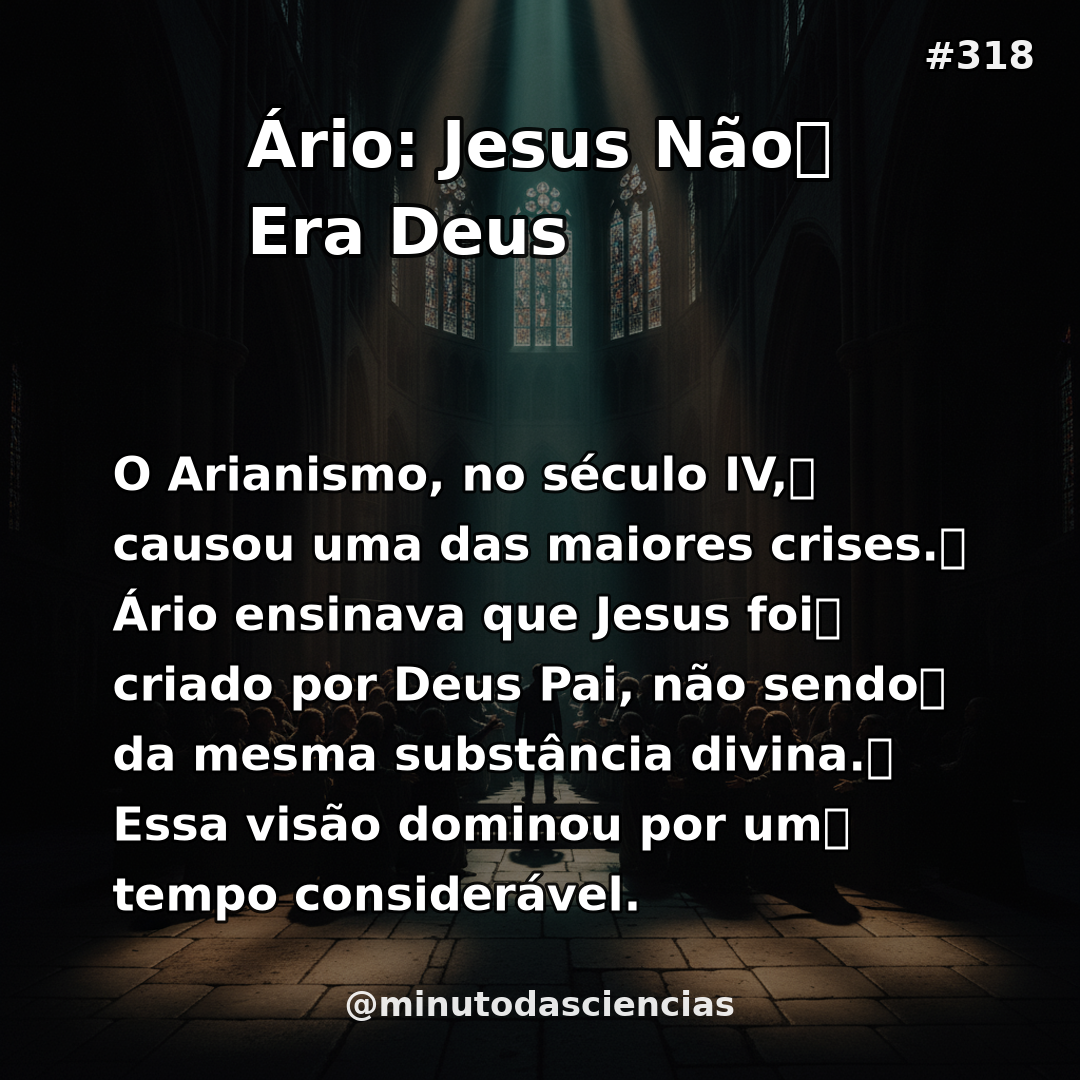 #318
Ário: Jesus Não
Era Deus
O Arianismo, no século IV,
causou uma das maiores crises.
Ário ensinava que Jesus foi
criado por Deus Pai, não sendo
da mesma substância divina.
Essa visão dominou por um
tempo considerável.
@minutodasciencias